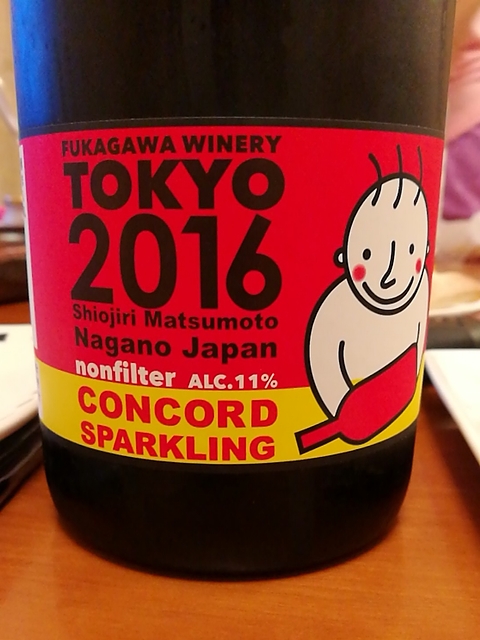 FUKAGAWA WINERY
TOKYO
2016
Shiojiri Matsumoto
Nagano Japan
nonfilter ALC.11%
CONCORD
SPARKLING